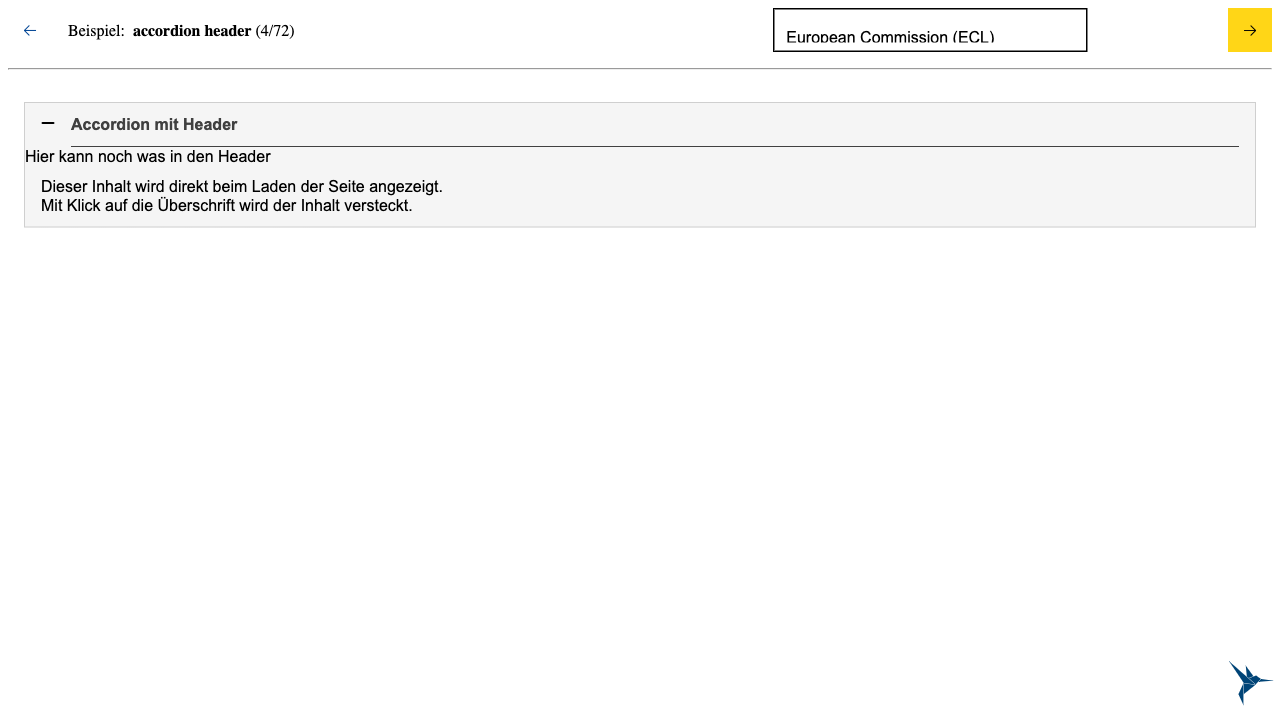 Beispiel: accordion header (4/72)
European Commission (ECL)
Accordion mit Header
Hier kann noch was in den Header
Dieser Inhalt wird direkt beim Laden der Seite angezeigt.
Mit Klick auf die Überschrift wird der Inhalt versteckt.